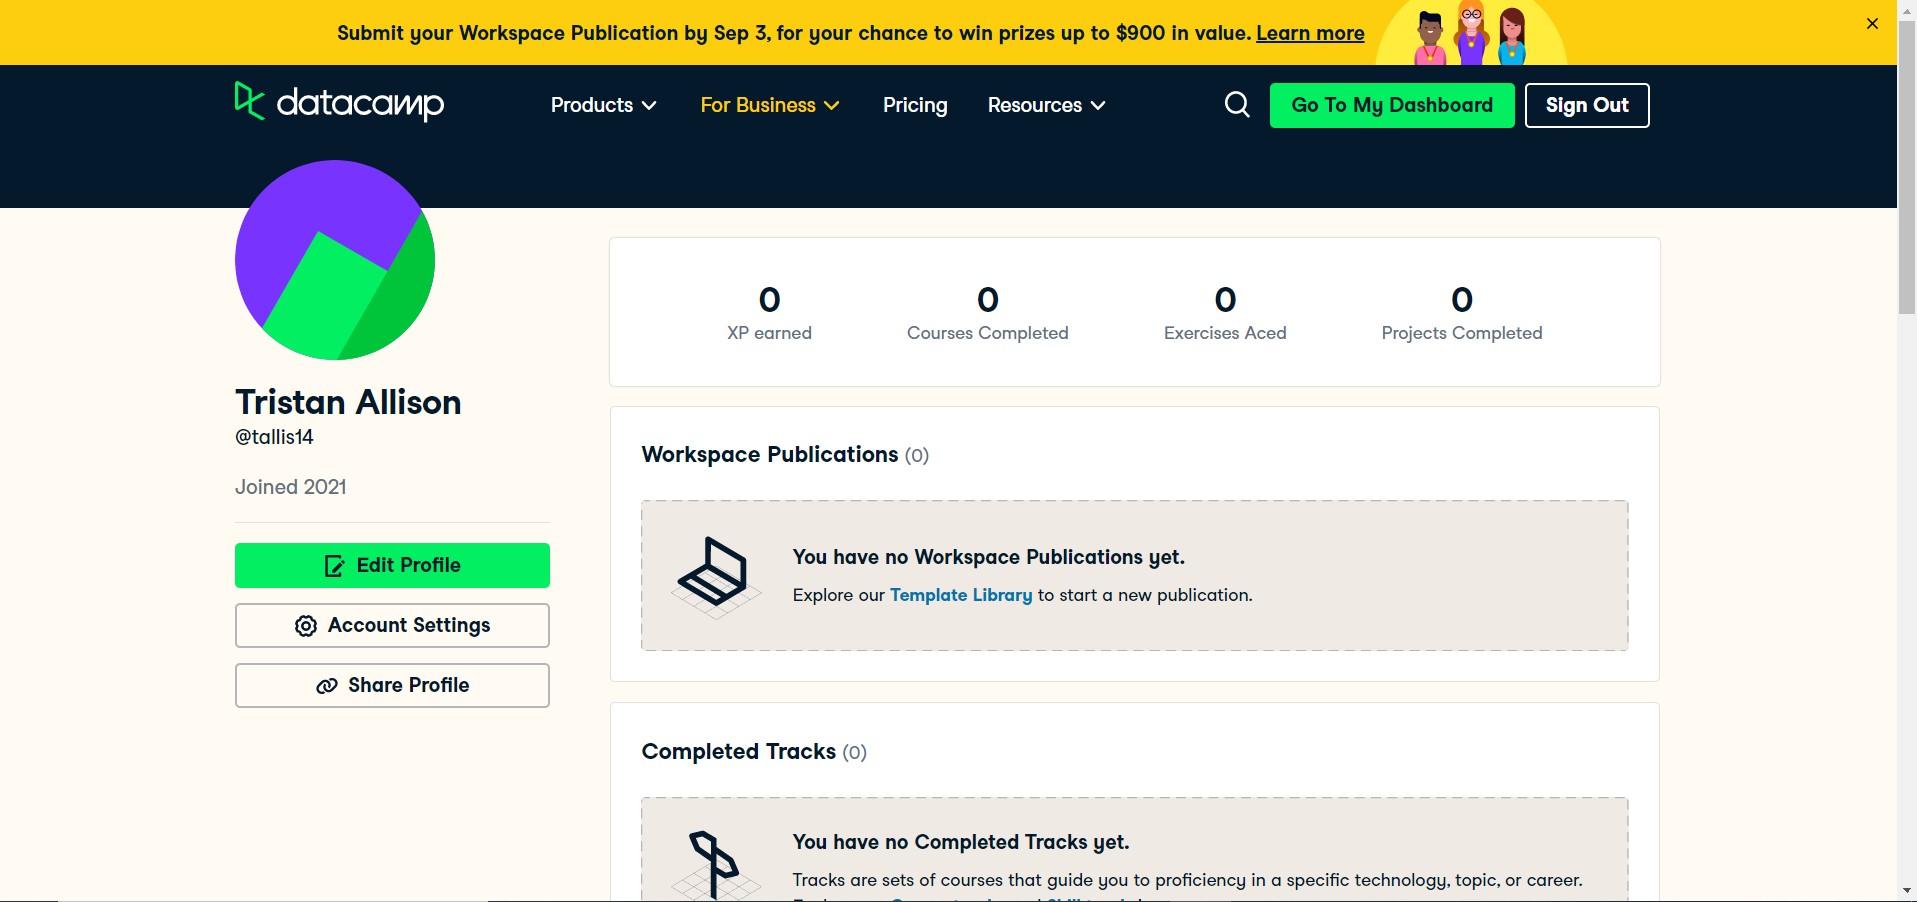 Submit your Workspace Publication by Sep 3, for your chance to win prizes up to $900 in value. Learn more
datacamp
Products
For Business
Pricing
Resources
Go To My Dashboard
Sign Out
Tristan Allison
@tallis14
Joined 2021
Edit Profile
Account Settings
Share Profile
0
XP earned
0
Courses Completed
0
Exercises Aced
0
Projects Completed
Workspace Publications (0)
You have no Workspace Publications yet.
Explore our Template Library to start a new publication.
Completed Tracks (0)
You have no Completed Tracks yet.
Tracks are sets of courses that guide you to proficiency in a specific technology, topic, or career.